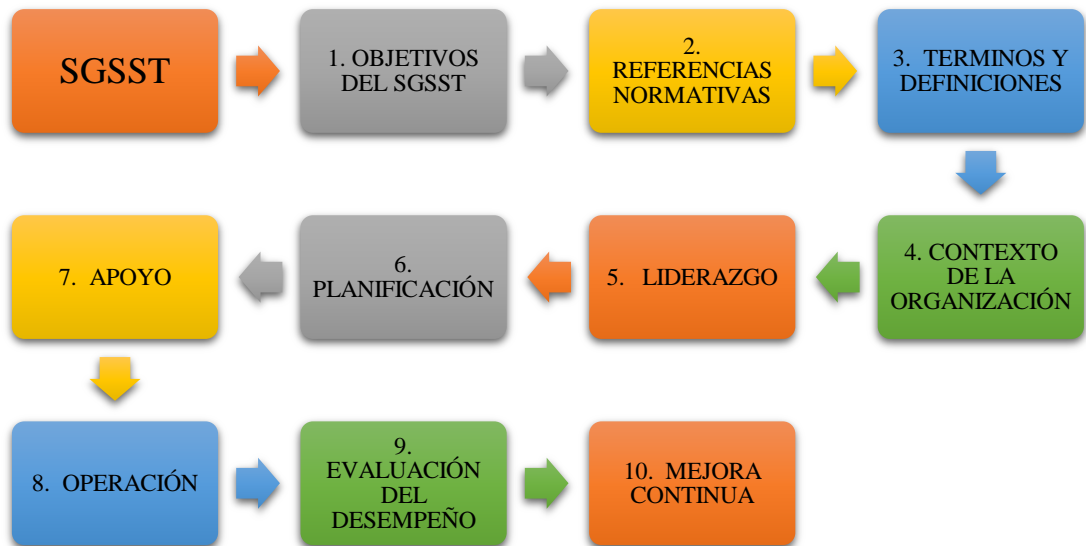 SGSST
1. OBJETIVOS
DEL SGSST
2.
REFERENCIAS
NORMATIVAS
3. TERMINOS Y
DEFINICIONES
4. CONTEXTO
DE LA
ORGANIZACIÓN
5. LIDERAZGO
6.
PLANIFICACIÓN
7. APOYO
8. OPERACIÓN
9.
EVALUACIÓN
DEL
DESEMPEÑO
10. MEJORA
CONTINUA